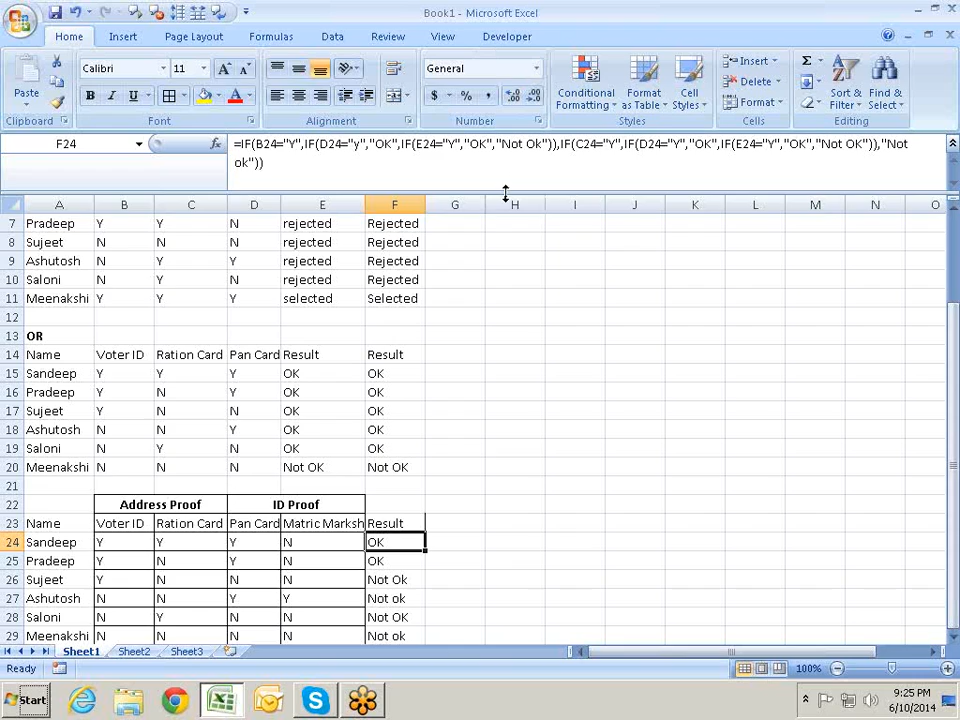 Book1 - Microsoft Excel
Home Insert Page Layout Formulas Data Review View Developer
Paste
Calibri 11
B I U
General
$ % ,
Conditional Formatting
Format as Table
Cell Styles
Insert
Delete
Format
Σ
Sort & Filter
Find & Select
Clipboard Font Alignment Number Styles Cells Editing
F24 fx =IF(B24="Y",IF(D24="y","OK",IF(E24="Y","OK","Not Ok")),IF(C24="Y",IF(D24="Y","OK",IF(E24="Y","OK","Not OK")),"Not
ok"))
A B C D E F G H I J K L M N O
7 Pradeep Y Y N rejected Rejected
8 Sujeet N N N rejected Rejected
9 Ashutosh N Y Y rejected Rejected
10 Saloni N Y N rejected Rejected
11 Meenakshi Y Y Y selected Selected
12
13 OR
14 Name Voter ID Ration Card Pan Card Result Result
15 Sandeep Y Y Y OK OK
16 Pradeep Y N Y OK OK
17 Sujeet Y N N OK OK
18 Ashutosh N N Y OK OK
19 Saloni N Y N OK OK
20 Meenakshi N N N Not OK Not OK
21
22 Address Proof ID Proof
23 Name Voter ID Ration Card Pan Card Matric Marksh Result
24 Sandeep Y Y Y N OK
25 Pradeep Y N Y N OK
26 Sujeet Y N N N Not Ok
27 Ashutosh N N Y Y Not ok
28 Saloni N Y N N Not OK
29 Meenakshi N N N N Not ok
Sheet1 Sheet2 Sheet3
Ready 100%
Start 9:25 PM
6/10/2014